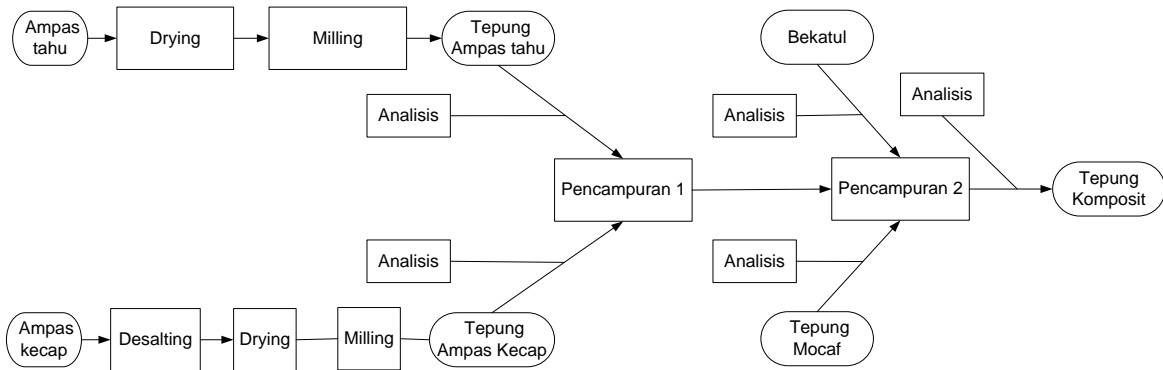 Ampas
tahu
Drying
Milling
Tepung
Ampas tahu
Bekatul
Analisis
Analisis
Analisis
Pencampuran 1
Pencampuran 2
Tepung
Komposit
Analisis
Analisis
Ampas
kecap
Desalting
Drying
Milling
Tepung
Ampas Kecap
Tepung
Mocaf